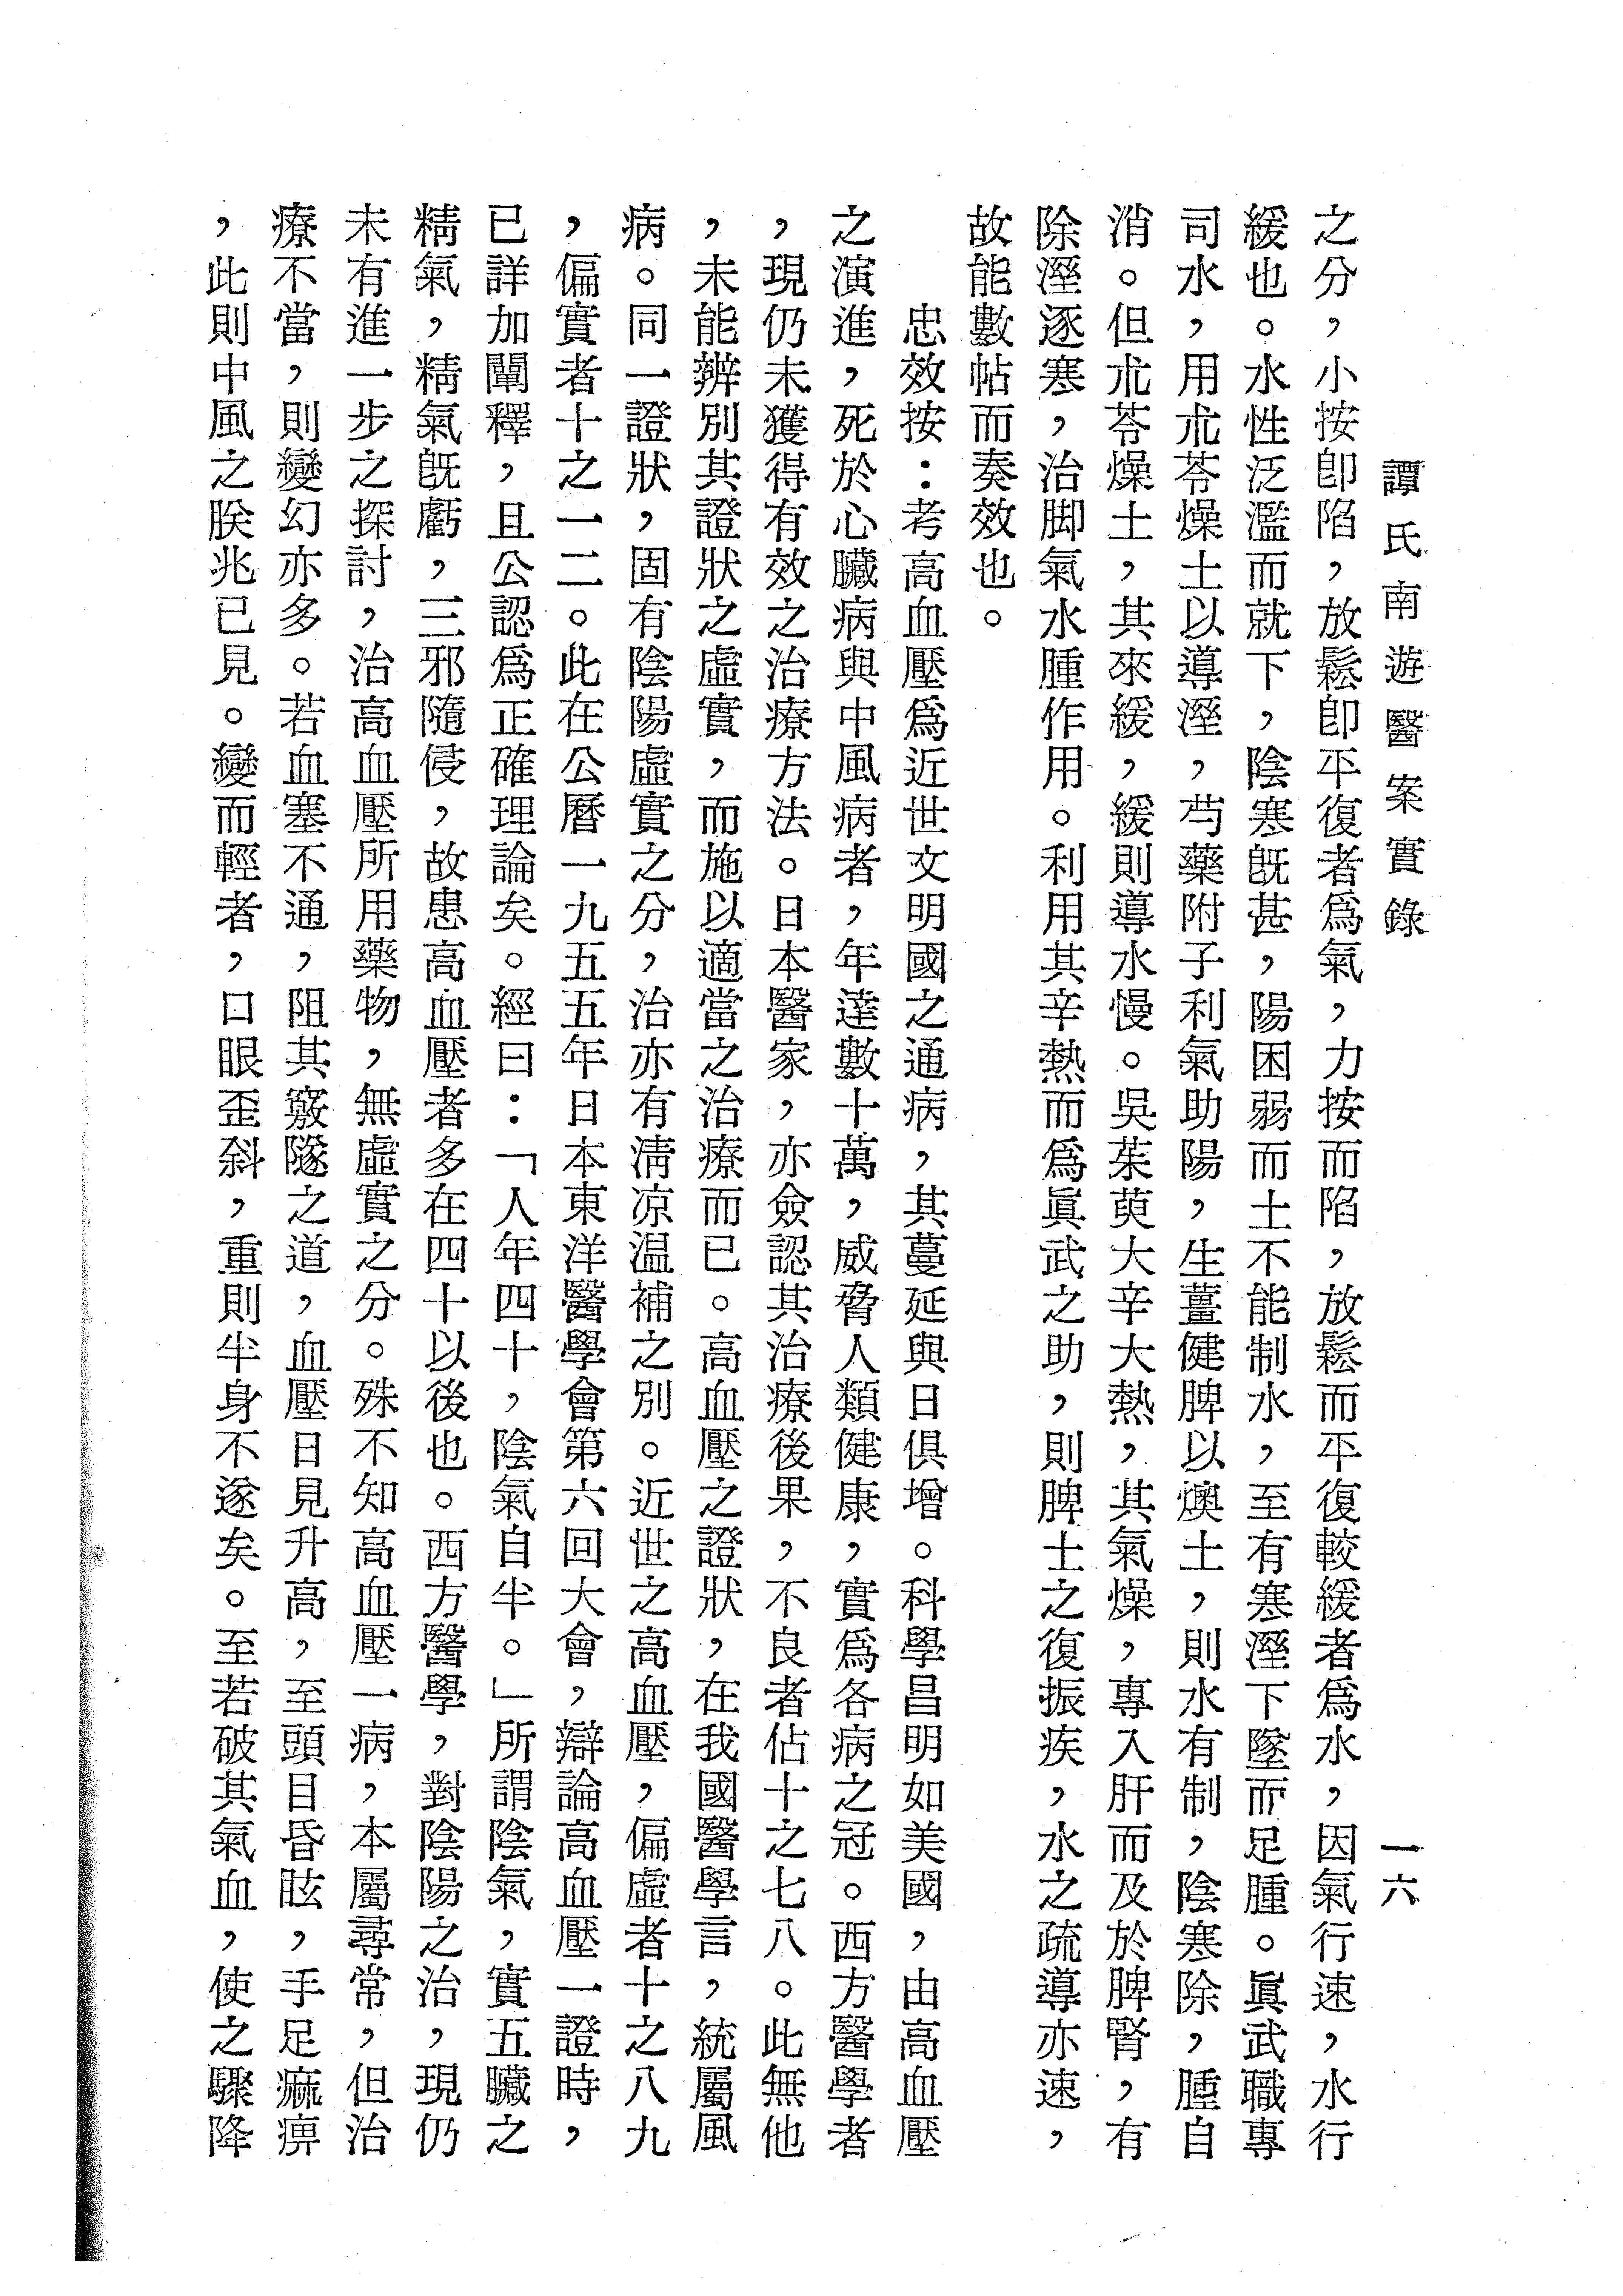 譚氏南遊醫案實錄
一六
之分，小按卽陷，放鬆卽平復者爲氣，力按而陷，放鬆而平復較緩者爲水，因氣行速，水行
緩也。水性泛濫而就下，陰寒旣甚，陽困弱而土不能制水，至有寒溼下墜而足腫。眞武職專
司水，用朮苓燥土以導溼，芍藥附子利氣助陽，生薑健脾以燠土，則水有制，陰寒除，腫自
消。但朮苓燥土，其來緩，緩則導水慢。吳茱萸大辛大熱，其氣燥，專入肝而及於脾腎，有
除溼逐寒，治脚氣水腫作用。利用其辛熱而爲眞武之助，則脾土之復振疾，水之疏導亦速，
故能數帖而奏效也。
忠效按：考高血壓爲近世文明國之通病，其蔓延與日俱增。科學昌明如美國，由高血壓
之演進，死於心臟病與中風病者，年達數十萬，威脅人類健康，實爲各病之冠。西方醫學者
，現仍未獲得有效之治療方法。日本醫家，亦僉認其治療後果，不良者佔十之七八。此無他
，未能辨別其證狀之虛實，而施以適當之治療而已。高血壓之證狀，在我國醫學言，統屬風
病。同一證狀，固有陰陽虛實之分，治亦有淸凉温補之別。近世之高血壓，偏虛者十之八九
，偏實者十之一二。此在公曆一九五五年日本東洋醫學會第六回大會，辯論高血壓一證時，
已詳加闡釋，且公認爲正確理論矣。經曰：「人年四十，陰氣自半。」所謂陰氣，實五臟之
精氣，精氣旣虧，三邪隨侵，故患高血壓者多在四十以後也。西方醫學，對陰陽之治，現仍
未有進一步之探討，治高血壓所用藥物，無虛實之分。殊不知高血壓一病，本屬尋常，但治
療不當，則變幻亦多。若血塞不通，阻其竅隧之道，血壓日見升高，至頭目昏眩，手足痲痹
，此則中風之朕兆已見。變而輕者，口眼歪斜，重則半身不遂矣。至若破其氣血，使之驟降